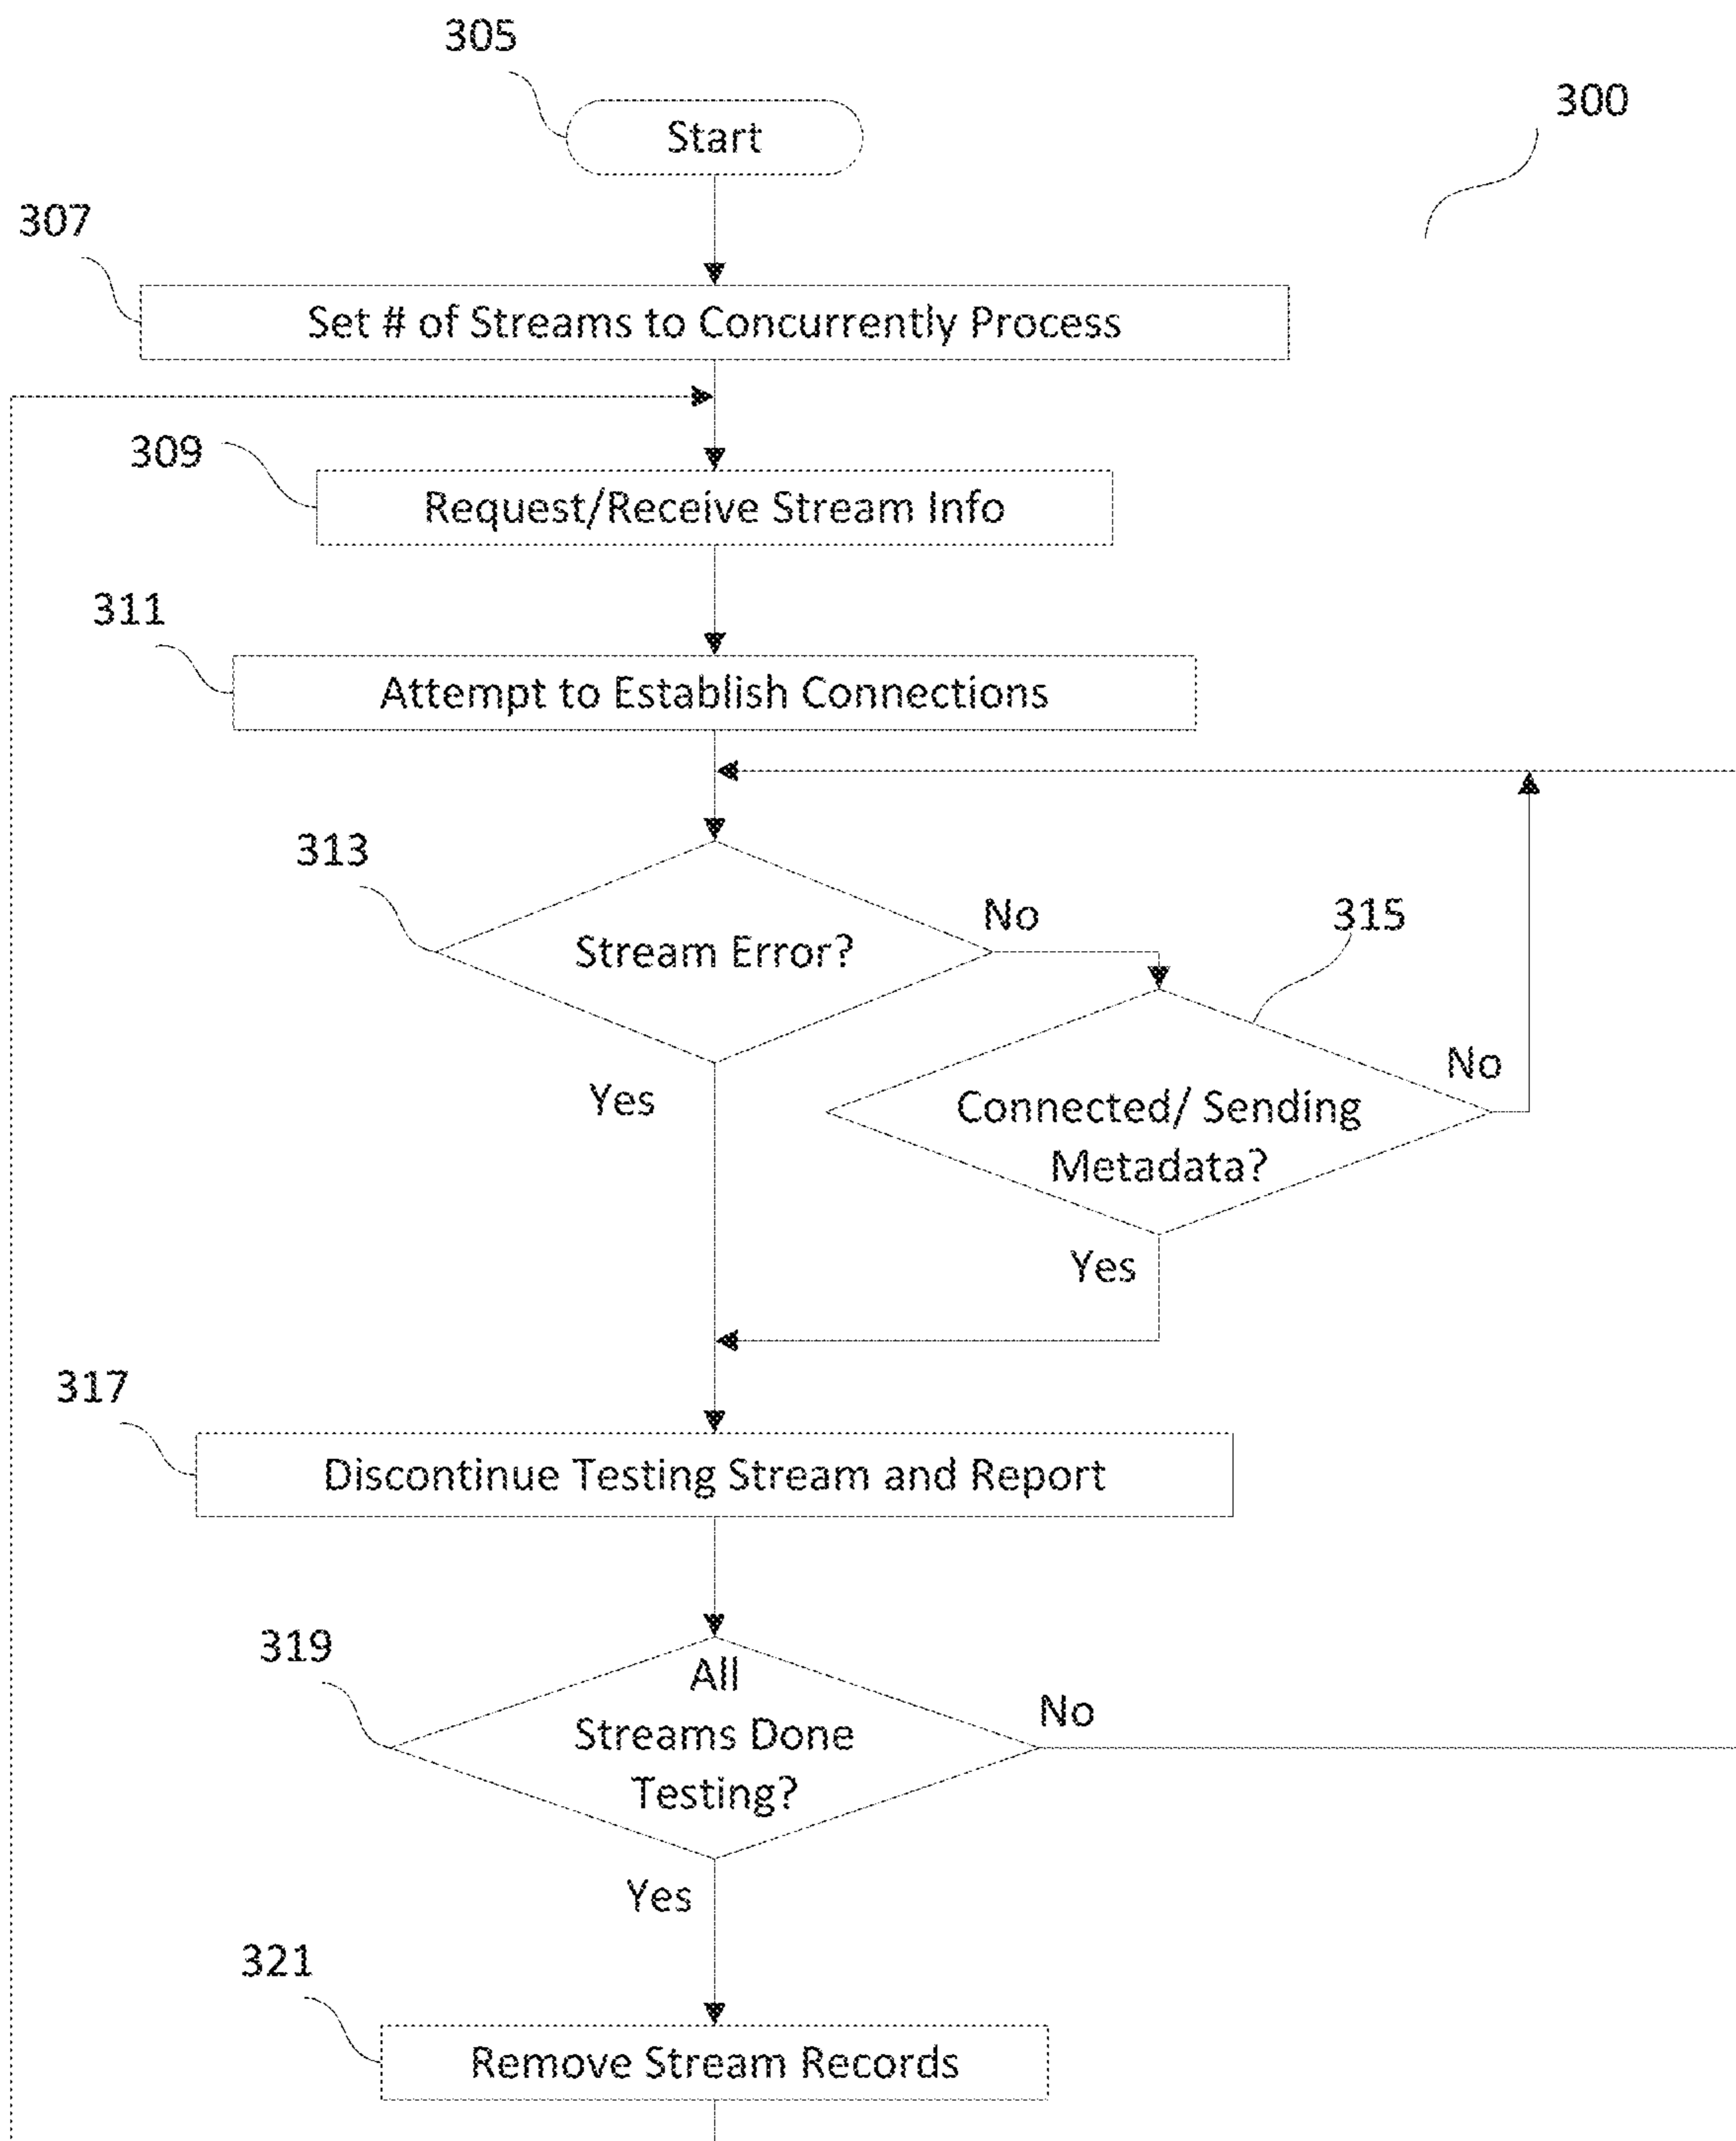 305
Start
300
307
Set # of Streams to Concurrently Process
309
Request/Receive Stream Info
311
Attempt to Establish Connections
313
Stream Error?
No
315
Connected/ Sending
Metadata?
No
Yes
Yes
317
Discontinue Testing Stream and Report
319
All
Streams Done
Testing?
No
Yes
321
Remove Stream Records